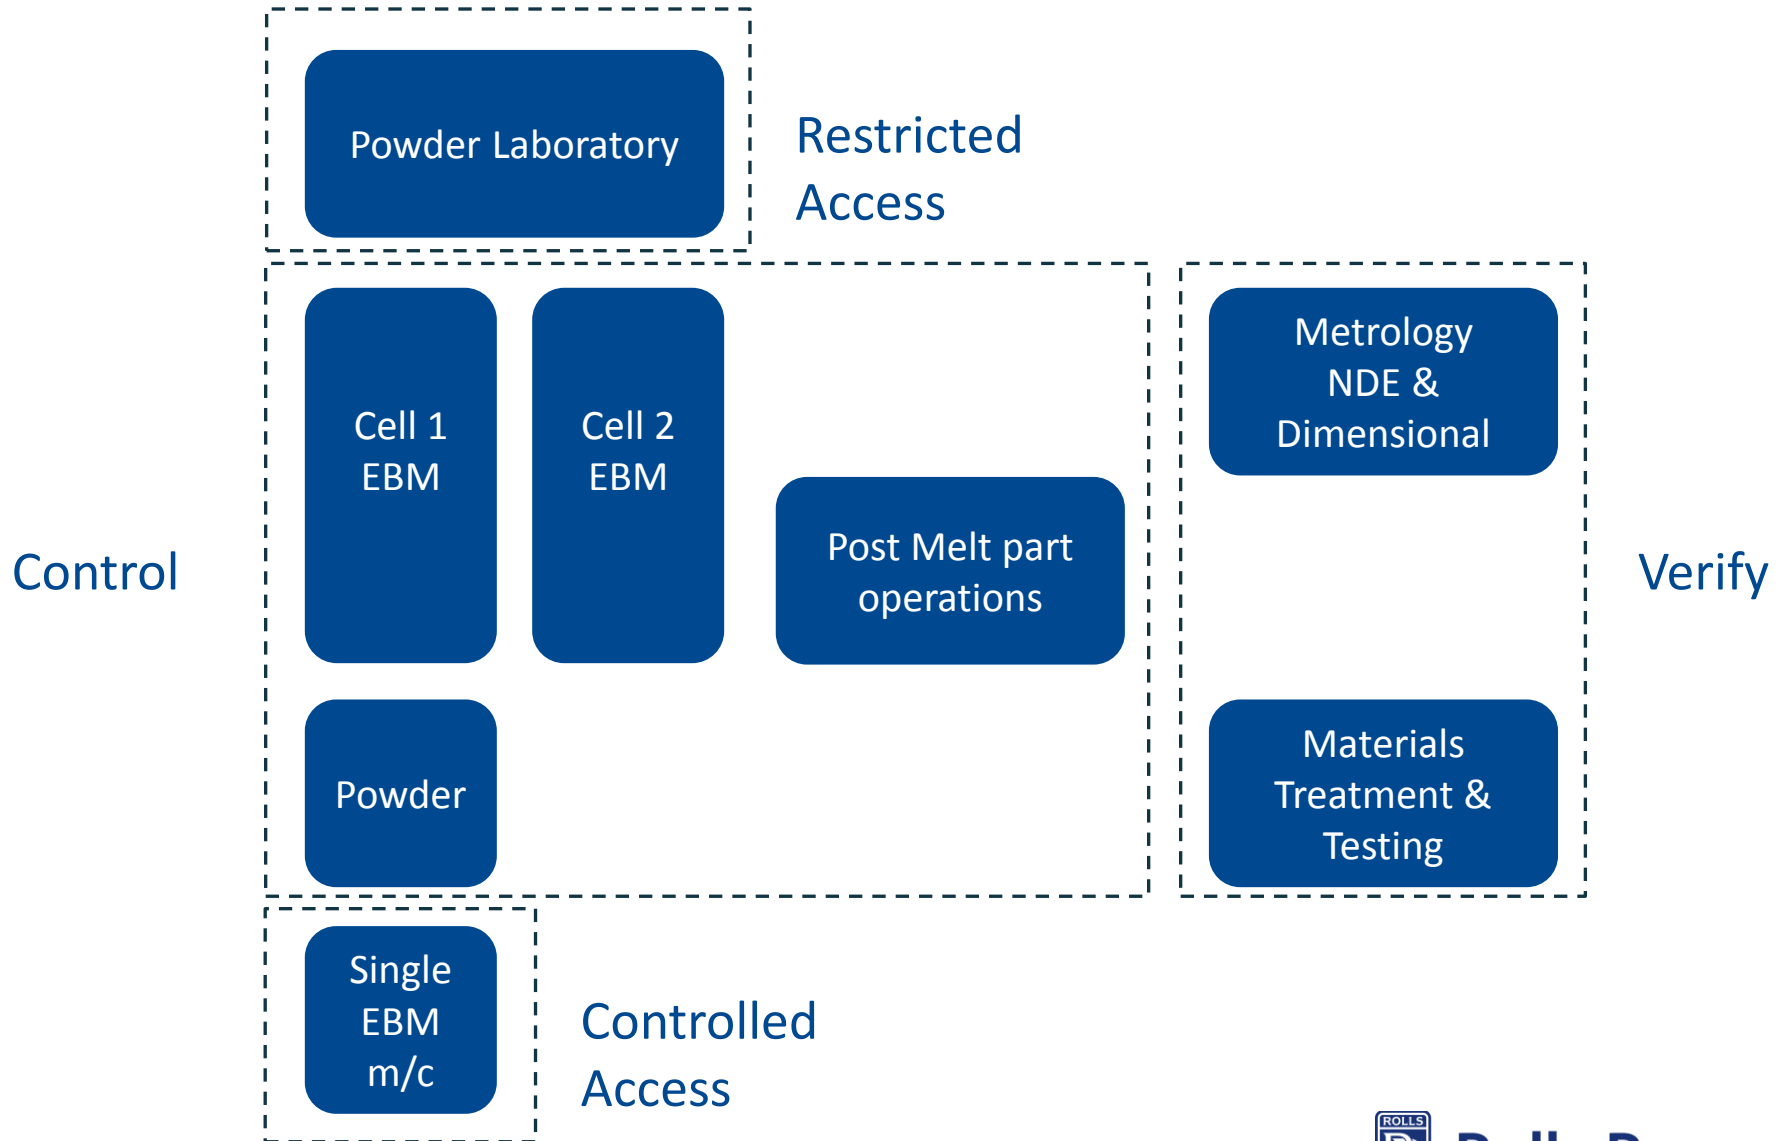 Powder Laboratory
Restricted
Access
Cell 1
EBM
Cell 2
EBM
Metrology
NDE &
Dimensional
Control
Post Melt part
operations
Verify
Powder
Materials
Treatment &
Testing
Single
EBM
m/c
Controlled
Access
ROLLS